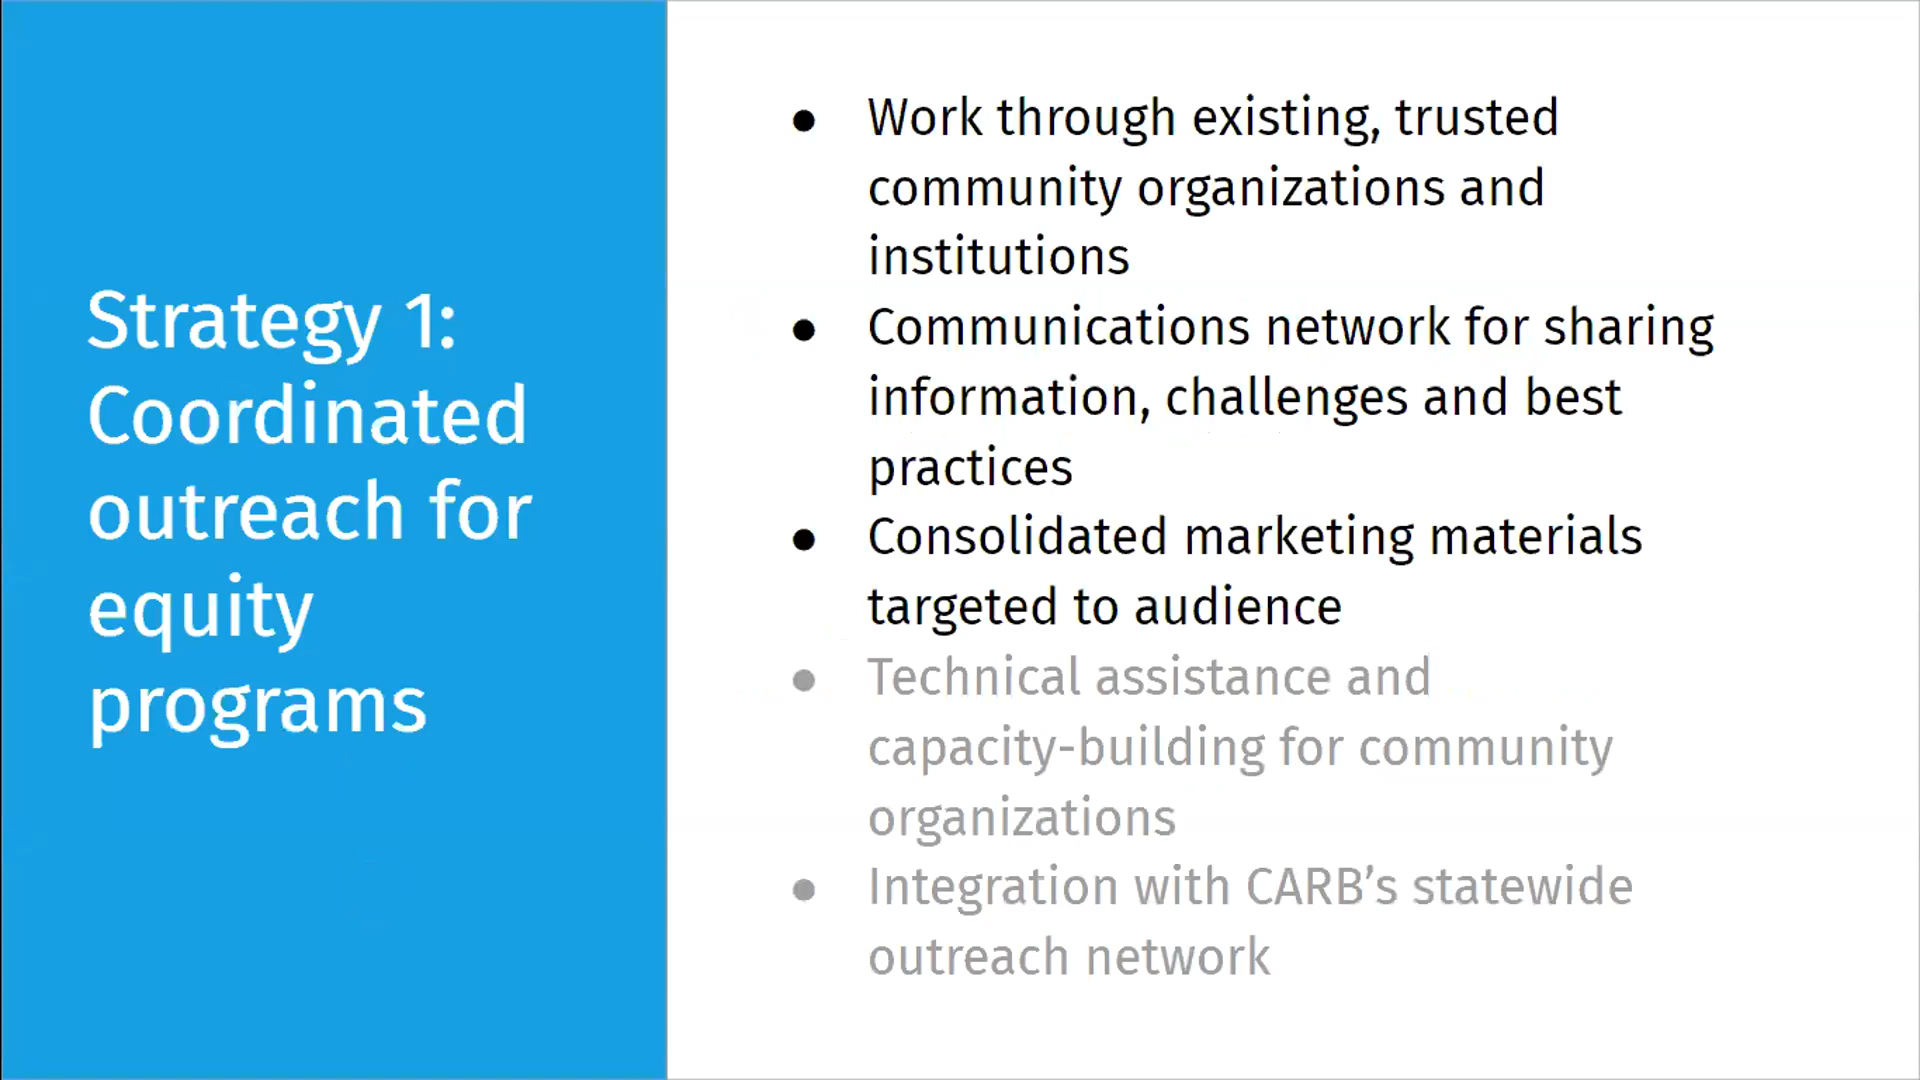 Strategy 1:
Coordinated
outreach for
equity
programs
● Work through existing, trusted
community organizations and
institutions
● Communications network for sharing
information, challenges and best
practices
● Consolidated marketing materials
targeted to audience
● Technical assistance and
capacity-building for community
organizations
● Integration with CARB’s statewide
outreach network